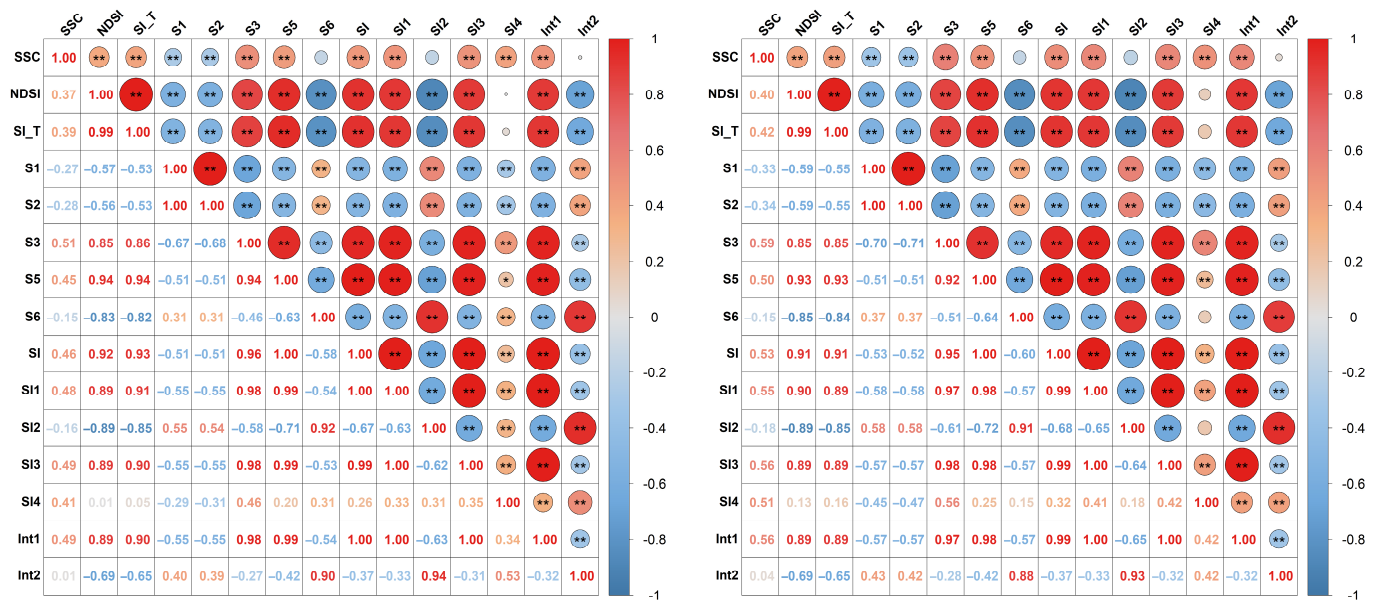 SSC NDSI SI_T S1 S2 S3 S5 S6 SI SI1 SI2 SI3 SI4 Int1 Int2
SSC 1.00 ** ** ** ** ** ** ** ** ** ** **
NDSI 0.37 1.00 ** ** ** ** ** ** ** ** ** ** ** **
SI_T 0.39 0.99 1.00 ** ** ** ** ** ** ** ** ** ** **
S1 −0.27 −0.57 −0.53 1.00 ** ** ** ** ** ** ** ** ** ** **
S2 −0.28 −0.56 −0.53 1.00 1.00 ** ** ** ** ** ** ** ** ** **
S3 0.51 0.85 0.86 −0.67 −0.68 1.00 ** ** ** ** ** ** ** ** **
S5 0.45 0.94 0.94 −0.51 −0.51 0.94 1.00 ** ** ** ** ** * ** **
S6 −0.15 −0.83 −0.82 0.31 0.31 −0.46 −0.63 1.00 ** ** ** ** ** ** **
SI 0.46 0.92 0.93 −0.51 −0.51 0.96 1.00 −0.58 1.00 ** ** ** ** ** **
SI1 0.48 0.89 0.91 −0.55 −0.55 0.98 0.99 −0.54 1.00 1.00 ** ** ** ** **
SI2 −0.16 −0.89 −0.85 0.55 0.54 −0.58 −0.71 0.92 −0.67 −0.63 1.00 ** ** ** **
SI3 0.49 0.89 0.90 −0.55 −0.55 0.98 0.99 −0.53 0.99 1.00 −0.62 1.00 ** ** **
SI4 0.41 0.01 0.05 −0.29 −0.31 0.46 0.20 0.31 0.26 0.33 0.31 0.35 1.00 ** **
Int1 0.49 0.89 0.90 −0.55 −0.55 0.98 0.99 −0.54 1.00 1.00 −0.63 1.00 0.34 1.00 **
Int2 0.01 −0.69 −0.65 0.40 0.39 −0.27 −0.42 0.90 −0.37 −0.33 0.94 −0.31 0.53 −0.32 1.00
1
0.8
0.6
0.4
0.2
0
-0.2
-0.4
-0.6
-0.8
-1
SSC NDSI SI_T S1 S2 S3 S5 S6 SI SI1 SI2 SI3 SI4 Int1 Int2
SSC 1.00 ** ** ** ** ** ** ** ** ** ** **
NDSI 0.40 1.00 ** ** ** ** ** ** ** ** ** ** ** **
SI_T 0.42 0.99 1.00 ** ** ** ** ** ** ** ** ** ** **
S1 −0.33 −0.59 −0.55 1.00 ** ** ** ** ** ** ** ** ** ** **
S2 −0.34 −0.59 −0.55 1.00 1.00 ** ** ** ** ** ** ** ** ** **
S3 0.59 0.85 0.85 −0.70 −0.71 1.00 ** ** ** ** ** ** ** ** **
S5 0.50 0.93 0.93 −0.51 −0.51 0.92 1.00 ** ** ** ** ** ** ** **
S6 −0.15 −0.85 −0.84 0.37 0.37 −0.51 −0.64 1.00 ** ** ** ** ** **
SI 0.53 0.91 0.91 −0.53 −0.52 0.95 1.00 −0.60 1.00 ** ** ** ** ** **
SI1 0.55 0.90 0.89 −0.58 −0.58 0.97 0.98 −0.57 0.99 1.00 ** ** ** ** **
SI2 −0.18 −0.89 −0.85 0.58 0.58 −0.61 −0.72 0.91 −0.68 −0.65 1.00 ** ** **
SI3 0.56 0.89 0.89 −0.57 −0.57 0.98 0.98 −0.57 0.99 1.00 −0.64 1.00 ** ** **
SI4 0.51 0.13 0.16 −0.45 −0.47 0.56 0.25 0.15 0.32 0.41 0.18 0.42 1.00 ** **
Int1 0.56 0.89 0.89 −0.57 −0.57 0.97 0.98 −0.57 0.99 1.00 −0.65 1.00 0.42 1.00 **
Int2 0.04 −0.69 −0.65 0.43 0.42 −0.28 −0.42 0.88 −0.37 −0.33 0.93 −0.32 0.42 −0.32 1.00
1
0.8
0.6
0.4
0.2
0
-0.2
-0.4
-0.6
-0.8
-1